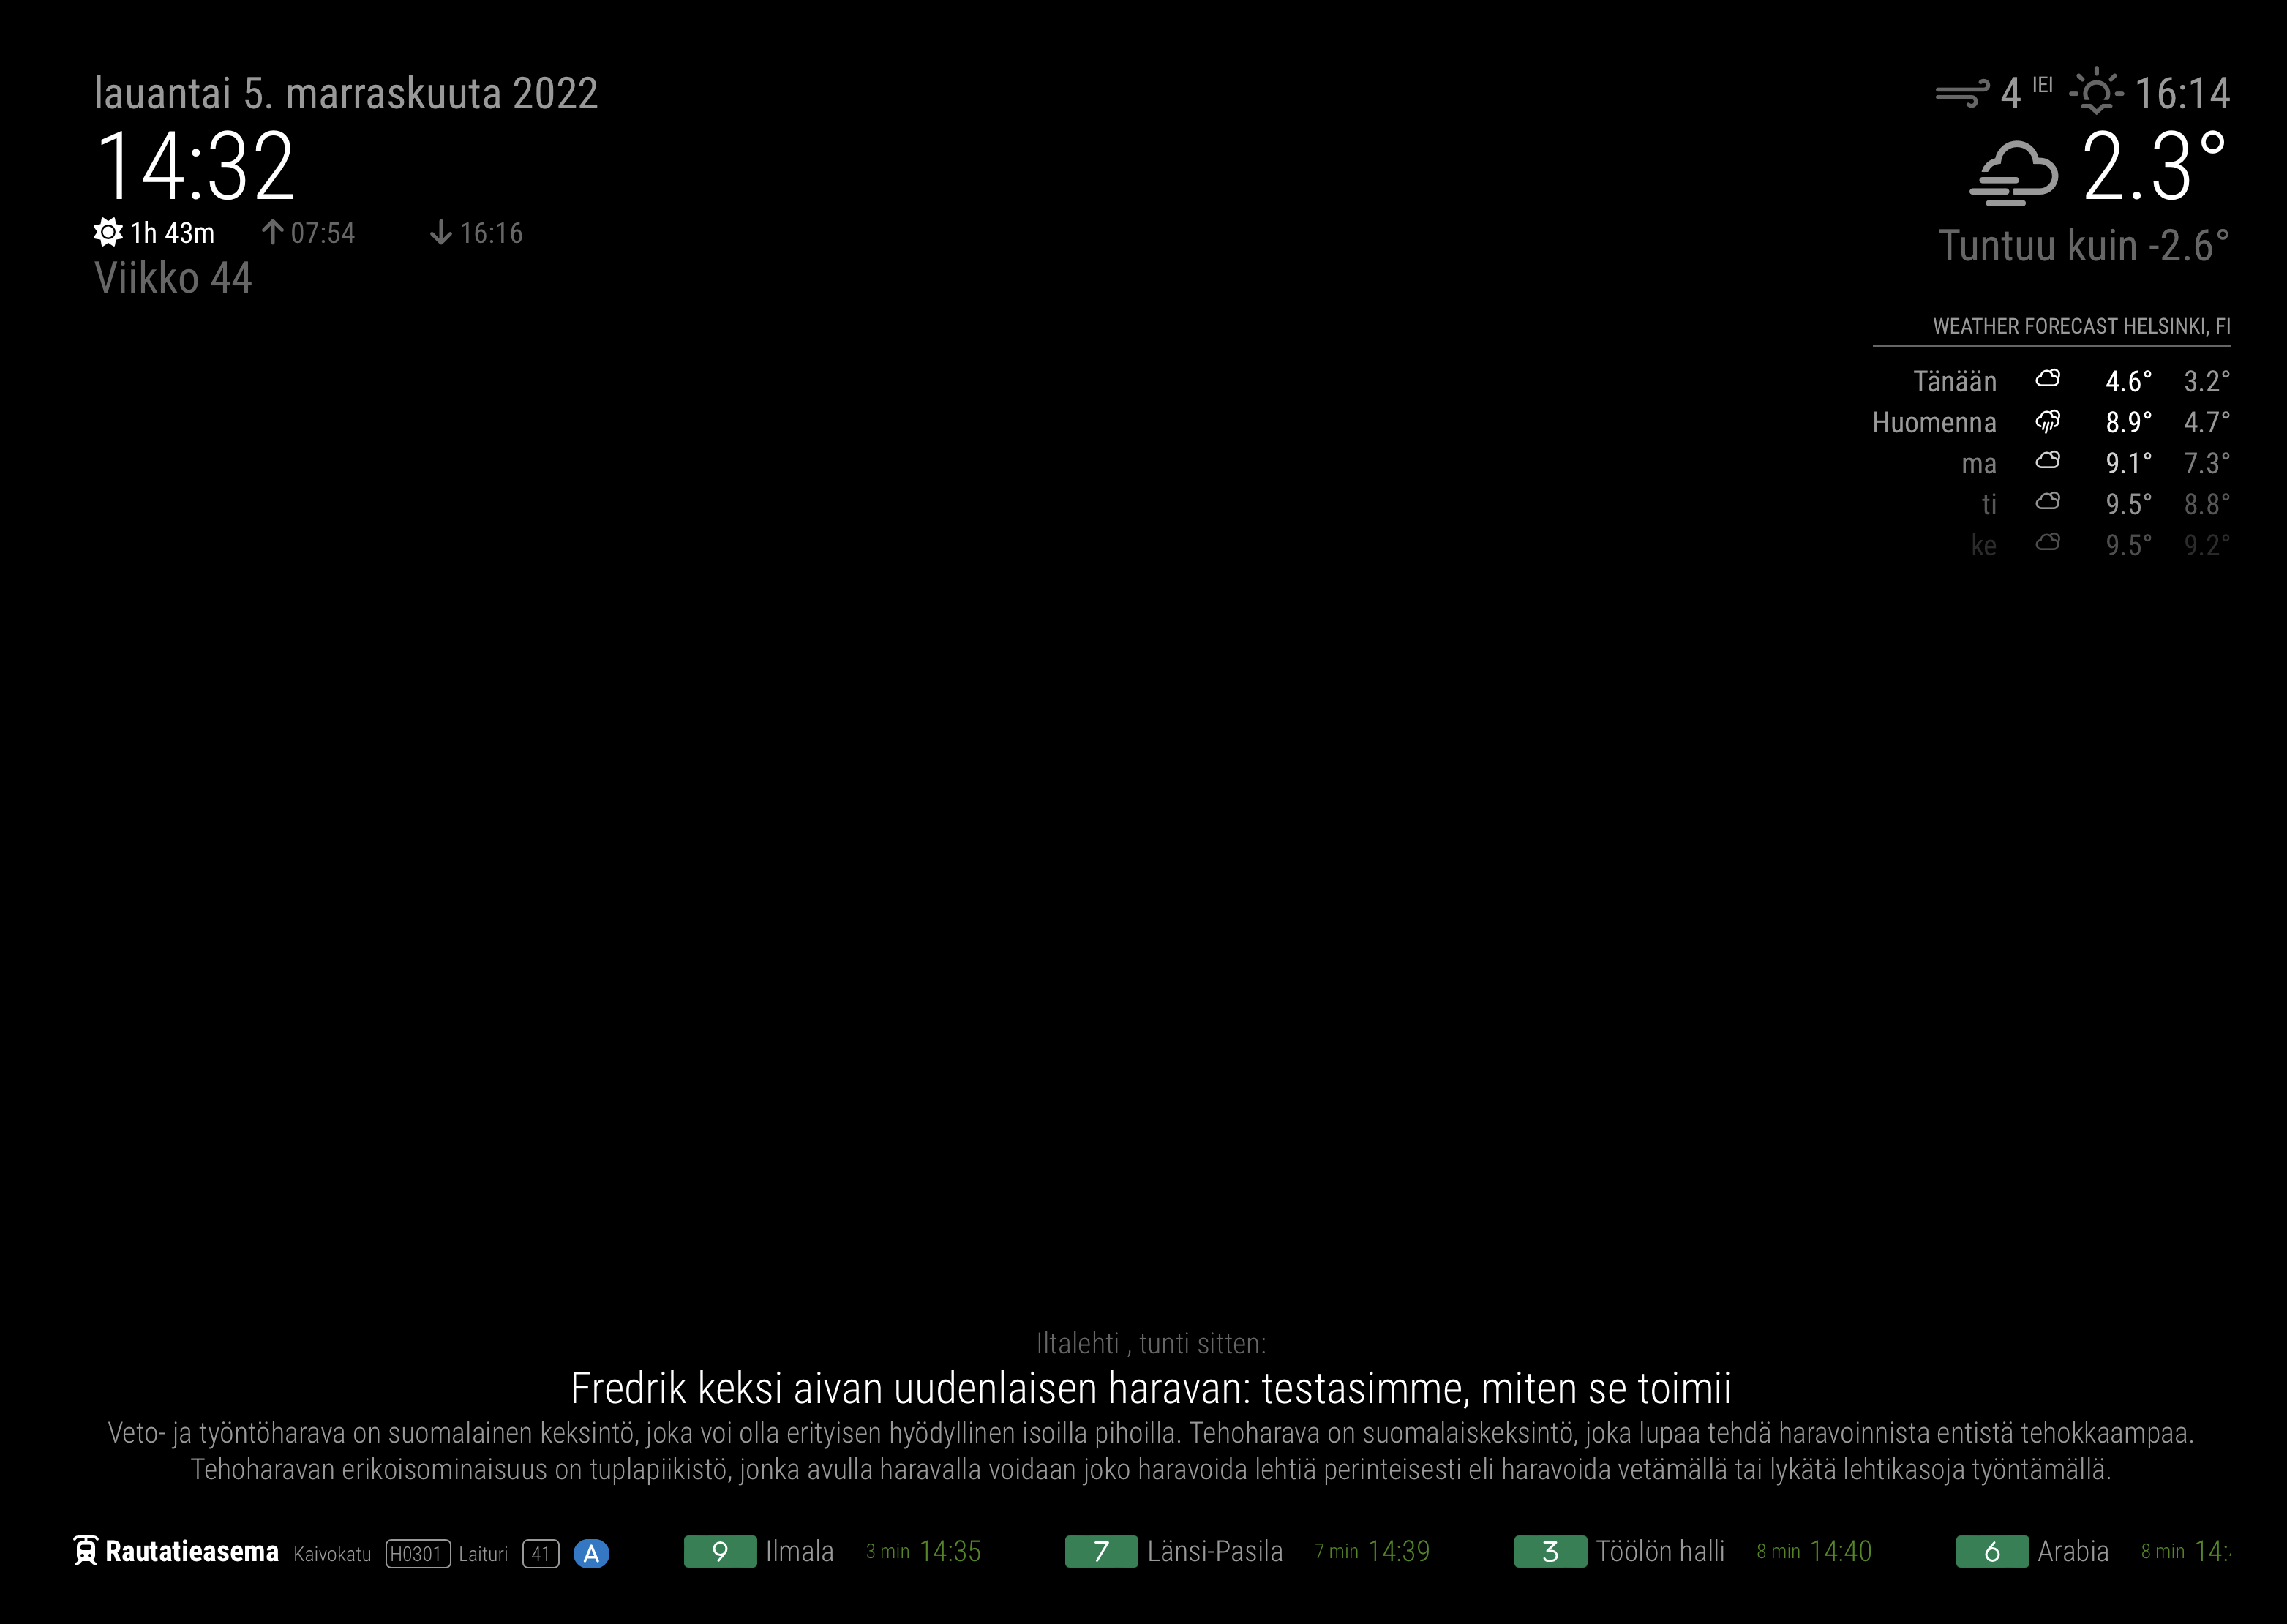 lauantai 5. marraskuuta 2022
14:32
1h 43m 07:54 16:16
Viikko 44
4 IEI 16:14
2.3°
Tuntuu kuin -2.6°
WEATHER FORECAST HELSINKI, FI
Tänään 4.6° 3.2°
Huomenna 8.9° 4.7°
ma 9.1° 7.3°
ti 9.5° 8.8°
ke 9.5° 9.2°
Iltalehti , tunti sitten:
Fredrik keksi aivan uudenlaisen haravan: testasimme, miten se toimii
Veto- ja työntöharava on suomalainen keksintö, joka voi olla erityisen hyödyllinen isoilla pihoilla. Tehoharava on suomalaiskeksintö, joka lupaa tehdä haravoinnista entistä tehokkaampaa.
Tehoharavan erikoisominaisuus on tuplapiikistö, jonka avulla haravalla voidaan joko haravoida lehtiä perinteisesti eli haravoida vetämällä tai lykätä lehtikasoja työntämällä.
Rautatieasema Kaivokatu H0301 Laituri 41 A 9 Ilmala 3 min 14:35 7 Länsi-Pasila 7 min 14:39 3 Töölön halli 8 min 14:40 6 Arabia 8 min 14: